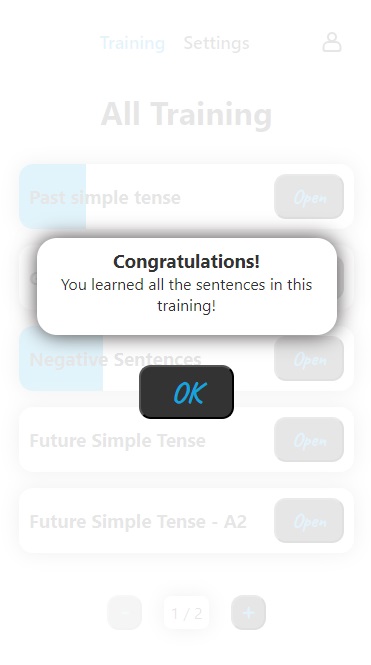 Training Settings
All Training
Past simple tense Open
Congratulations!
You learned all the sentences in this
training!
Negative Sentences Open
OK
Future Simple Tense Open
Future Simple Tense - A2 Open
- 1 / 2 +